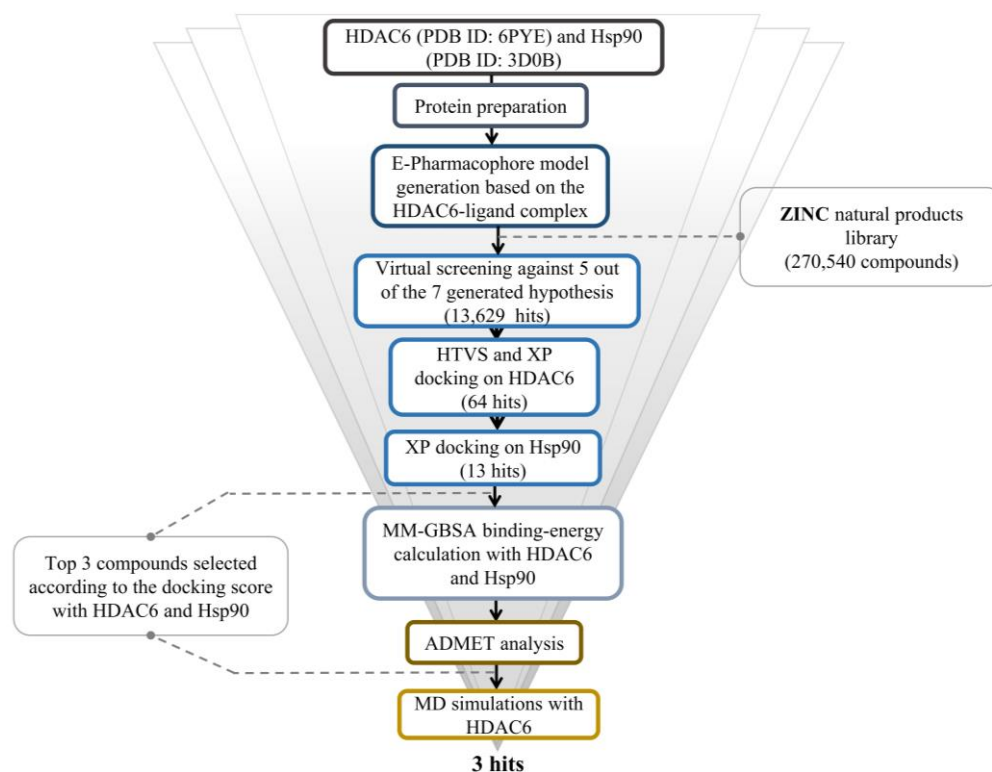 HDAC6 (PDB ID: 6PYE) and Hsp90
(PDB ID: 3D0B)
Protein preparation
E-Pharmacophore model
generation based on the
HDAC6-ligand complex
ZINC natural products
library
(270,540 compounds)
Virtual screening against 5 out
of the 7 generated hypothesis
(13,629 hits)
HTVS and XP
docking on HDAC6
(64 hits)
XP docking on Hsp90
(13 hits)
MM-GBSA binding-energy
calculation with HDAC6
and Hsp90
Top 3 compounds selected
according to the docking score
with HDAC6 and Hsp90
ADMET analysis
MD simulations with
HDAC6
3 hits